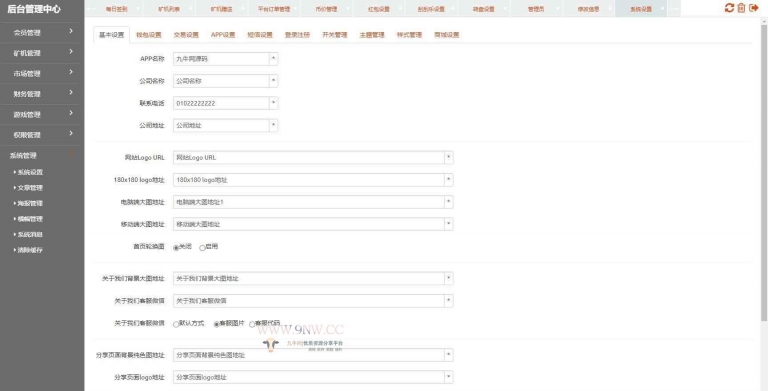 后台管理中心
每日签到 矿机列表 矿机赠送 平台订单管理 币价管理 红包设置 刮刮乐设置 转盘设置 管理员 修改信息 系统设置
基本设置 钱包设置 交易设置 APP设置 短信设置 登录注册 开关管理 主题管理 样式管理 商城设置
会员管理
矿机管理
市场管理
财务管理
游戏管理
权限管理
系统管理
系统设置
文章管理
海报管理
横幅管理
系统消息
清除缓存
APP名称 九牛网源码 *
公司名称 公司名称 *
联系电话 01022222222 *
公司地址 公司地址 *
网站Logo URL 网站Logo URL *
180x180 logo地址 180x180 logo地址 *
电脑端大图地址 电脑端大图地址1 *
移动端大图地址 移动端大图地址 *
首页轮换图 关闭 启用
关于我们背景大图地址 关于我们背景大图地址 *
关于我们客服微信 关于我们客服微信 *
关于我们客服微信 默认方式 客服图片 客服代码
WWW.9NW.CC
九牛网|优质资源分享平台
分享页面背景纯色图地址 分享页面背景纯色图地址 *
分享页面logo地址 分享页面logo地址 *